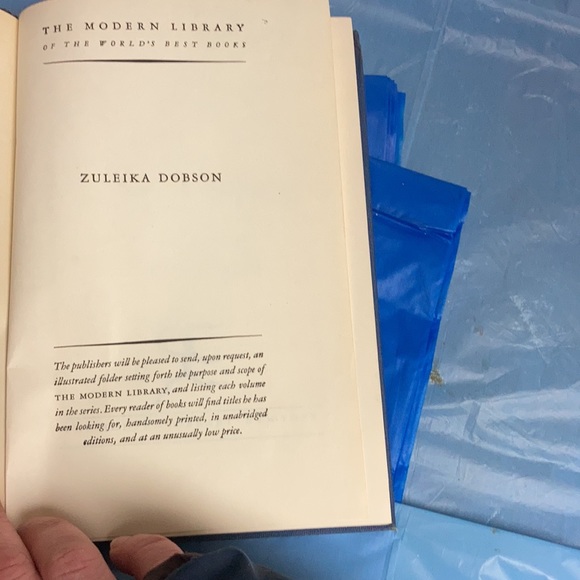 THE MODERN LIBRARY
OF THE WORLD'S BEST BOOKS
ZULEIKA DOBSON
The publishers will be pleased to send, upon request, an
illustrated folder setting forth the purpose and scope of
THE MODERN LIBRARY, and listing each volume
in the series. Every reader of books will find titles he has
been looking for, handsomely printed, in unabridged
editions, and at an unusually low price.